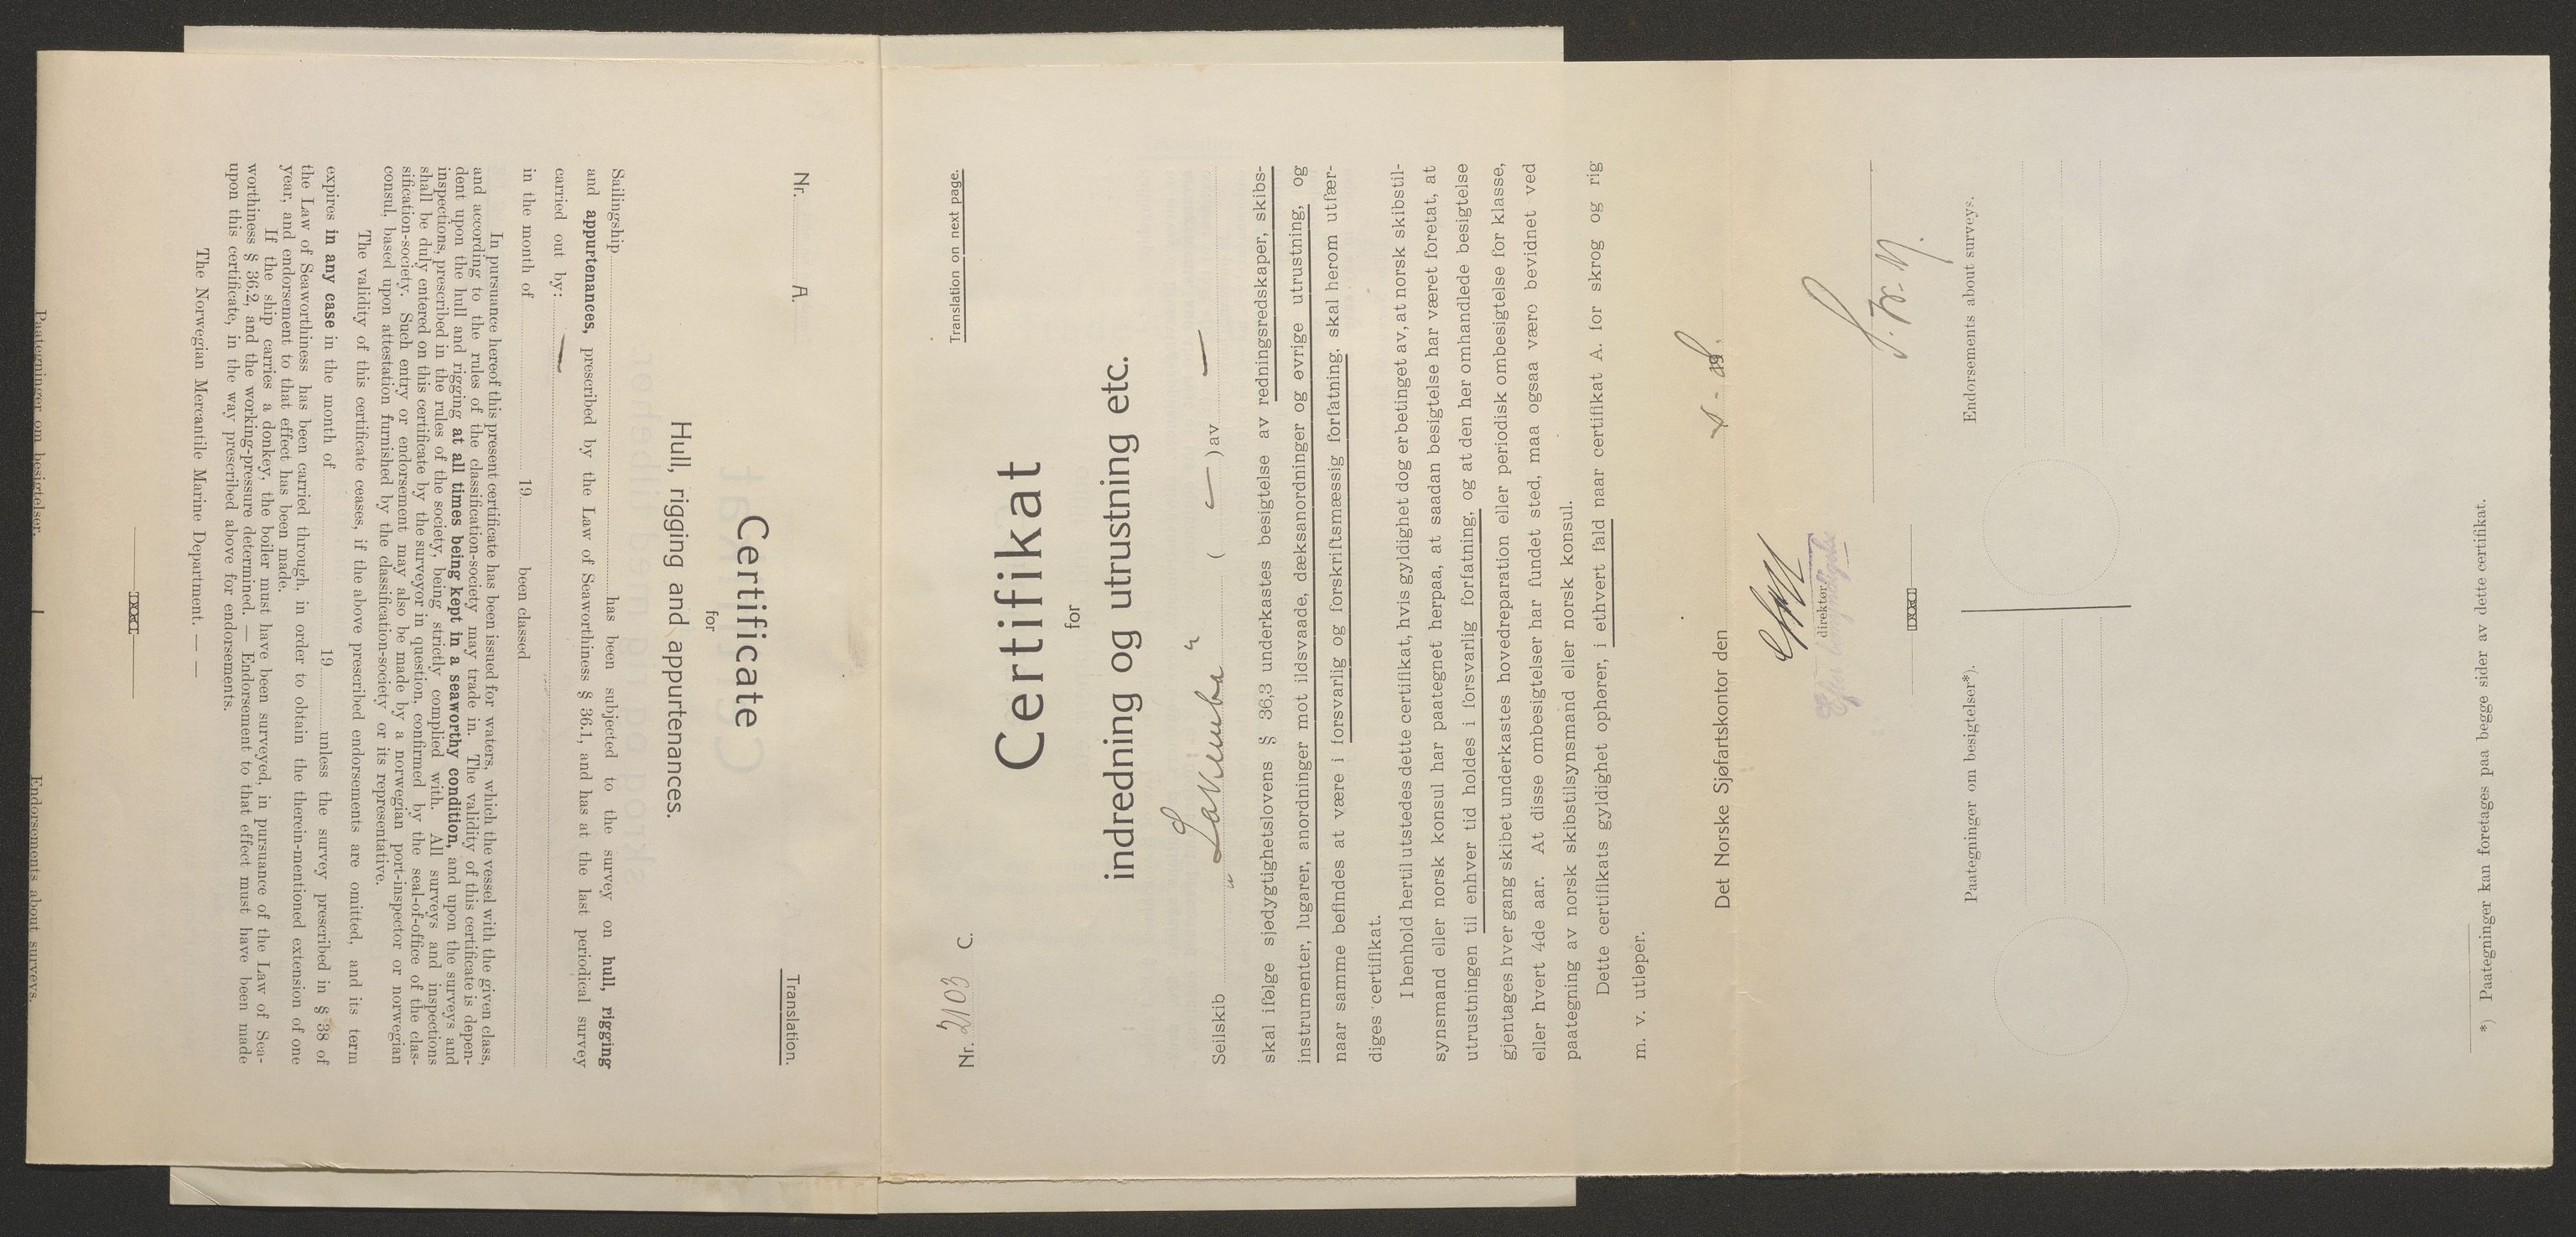 Nr. A.
Translation.
Certificate
for
Hull, rigging and appurtenances.
Sailingship has been subjected to the survey on hull, rigging
and appurtenances, prescribed by the Law of Seaworthiness § 36.1, and has at the last periodical survey
carried out by: —
in the month of 19 been classed
In pursuance hereof this present certificate has been issued for waters, which the vessel with the given class,
and according to the rules of the classification-society may trade in. The validity of this certificate is depen-
dent upon the hull and rigging at all times being kept in a seaworthy condition, and upon the surveys and
inspections, prescribed in the rules of the society, being strictly complied with. All surveys and inspections
shall be duly entered on this certificate by the surveyor in question, confirmed by the seal-of-office of the clas-
sification-society. Such entry or endorsement may also be made by a norwegian port-inspector or norwegian
consul, based upon attestation furnished by the classification-society or its representative.
The validity of this certificate ceases, if the above prescribed endorsements are omitted, and its term
expires in any case in the month of 19 unless the survey prescribed in § 38 of
the Law of Seaworthiness has been carried through, in order to obtain the therein-mentioned extension of one
year, and endorsement to that effect has been made.
If the ship carries a donkey, the boiler must have been surveyed, in pursuance of the Law of Sea-
worthiness § 36.2, and the working-pressure determined. — Endorsement to that effect must have been made
upon this certificate, in the way prescribed above for endorsements.
The Norwegian Mercantile Marine Department. — —
Paategninger om besigtelser.
Endorsements about surveys.
Nr. 2103 C.
Translation on next page.
Certifikat
for
indredning og utrustning etc.
Seilskib „Lakemba“ ( — ) av —
skal ifølge sjødygtighetslovens § 36,3 underkastes besigtelse av redningsredskaper, skibs-
instrumenter, lugarer, anordninger mot ildsvaade, dæksanordninger og øvrige utrustning, og
naar samme befindes at være i forsvarlig og forskriftsmæssig forfatning, skal herom utfær-
diges certifikat.
I henhold hertil utstedes dette certifikat, hvis gyldighet dog er betinget av, at norsk skibstil-
synsmand eller norsk konsul har paategnet herpaa, at saadan besigtelse har været foretat, at
utrustningen til enhver tid holdes i forsvarlig forfatning, og at den her omhandlede besigtelse
gjentages hver gang skibet underkastes hovedreparation eller periodisk ombesigtelse for klasse,
eller hvert 4de aar. At disse ombesigtelser har fundet sted, maa ogsaa være bevidnet ved
paategning av norsk skibstilsynsmand eller norsk konsul.
Dette certifikats gyldighet ophører, i ethvert fald naar certifikat A. for skrog og rig
m. v. utløper.
Det Norske Sjøfartskontor den
direktør
Paategninger om besigtelser*).
Endorsements about surveys.
*) Paategninger kan foretages paa begge sider av dette certifikat.